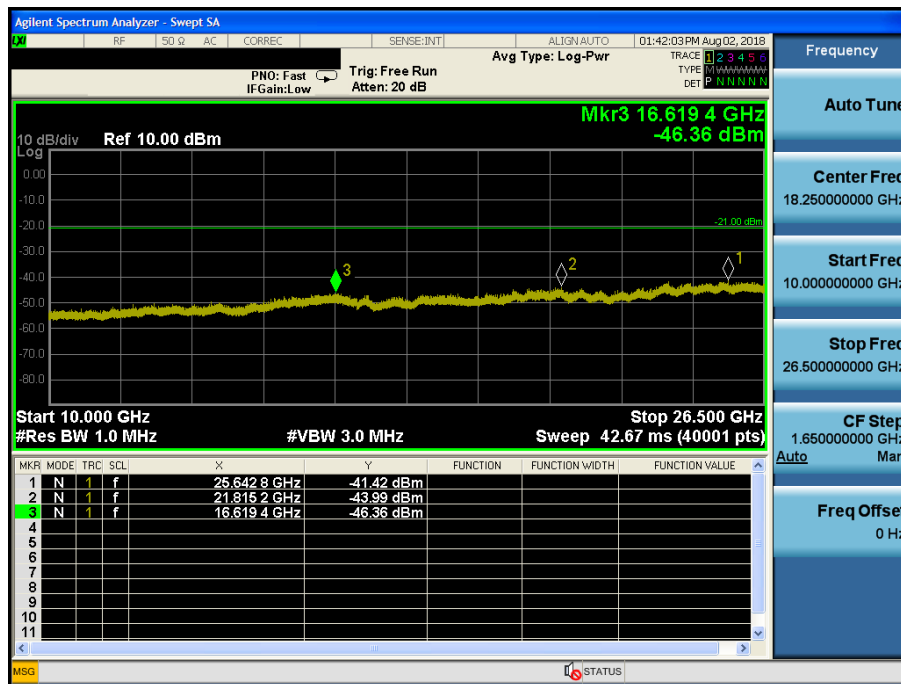 Agilent Spectrum Analyzer - Swept SA
LXI RF 50 Ω AC CORREC SENSE:INT ALIGN AUTO 01:42:03 PM Aug 02, 2018
Avg Type: Log-Pwr TRACE 1 2 3 4 5 6
PNO: Fast Trig: Free Run TYPE M W W W W W
IFGain:Low Atten: 20 dB DET P N N N N N
Mkr3 16.619 4 GHz
-46.36 dBm
10 dB/div Ref 10.00 dBm
Log
0.00
-10.0
-20.0
-21.00 dBm
-30.0
-40.0
-50.0
-60.0
-70.0
-80.0
3
2
1
Start 10.000 GHz Stop 26.500 GHz
#Res BW 1.0 MHz #VBW 3.0 MHz Sweep 42.67 ms (40001 pts)
MKR MODE TRC SCL X Y FUNCTION FUNCTION WIDTH FUNCTION VALUE
1 N 1 f 25.642 8 GHz -41.42 dBm
2 N 1 f 21.815 2 GHz -43.99 dBm
3 N 1 f 16.619 4 GHz -46.36 dBm
4
5
6
7
8
9
10
11
MSG STATUS
Frequency
Auto Tune
Center Freq
18.250000000 GHz
Start Freq
10.000000000 GHz
Stop Freq
26.500000000 GHz
CF Step
1.650000000 GHz
Auto Man
Freq Offset
0 Hz